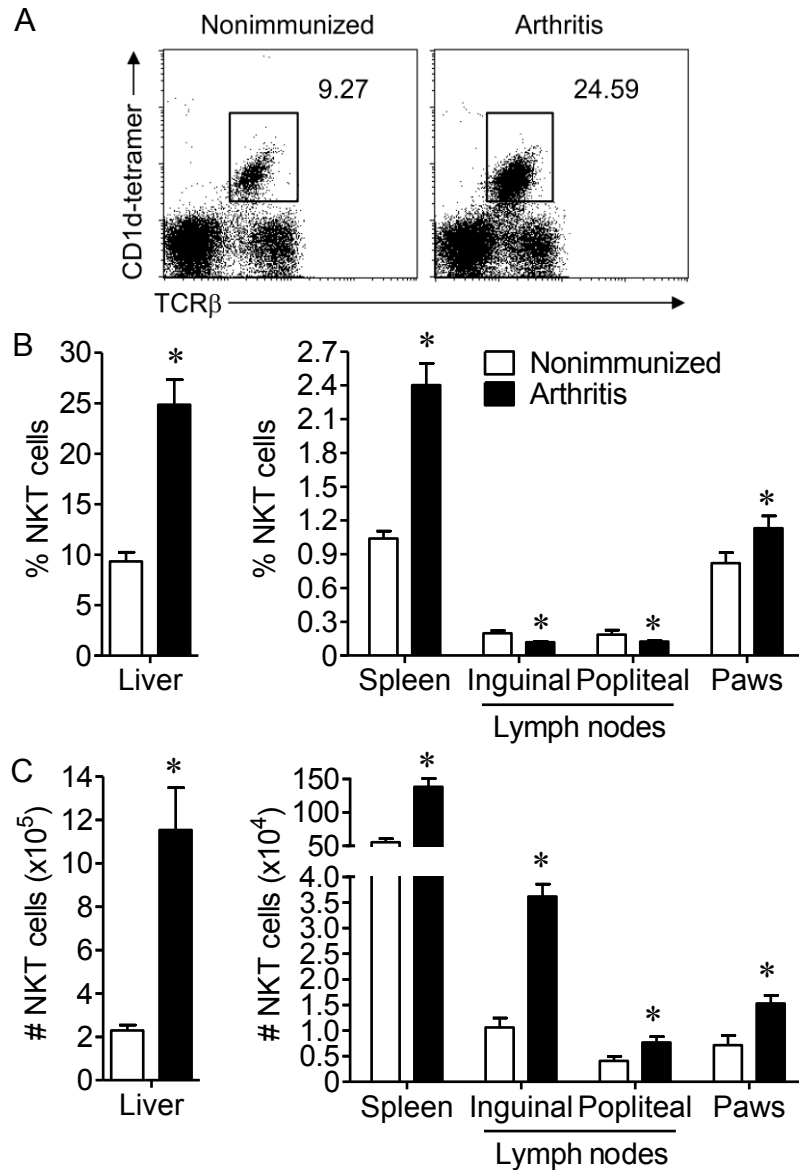 A
Nonimmunized
Arthritis
9.27
24.59
CD1d-tetramer
TCRβ
B
% NKT cells
30
25
20
15
10
5
0
*
Liver
% NKT cells
2.7
2.4
2.1
1.8
1.5
1.2
0.9
0.6
0.3
0
*
*
*
*
Nonimmunized
Arthritis
Spleen
Inguinal
Popliteal
Paws
Lymph nodes
C
# NKT cells (x10⁵)
14
12
10
8
6
4
2
0
*
Liver
# NKT cells (x10⁴)
150
100
50
4.0
3.5
3.0
2.5
2.0
1.5
1.0
0.5
0
*
*
*
*
Spleen
Inguinal
Popliteal
Paws
Lymph nodes